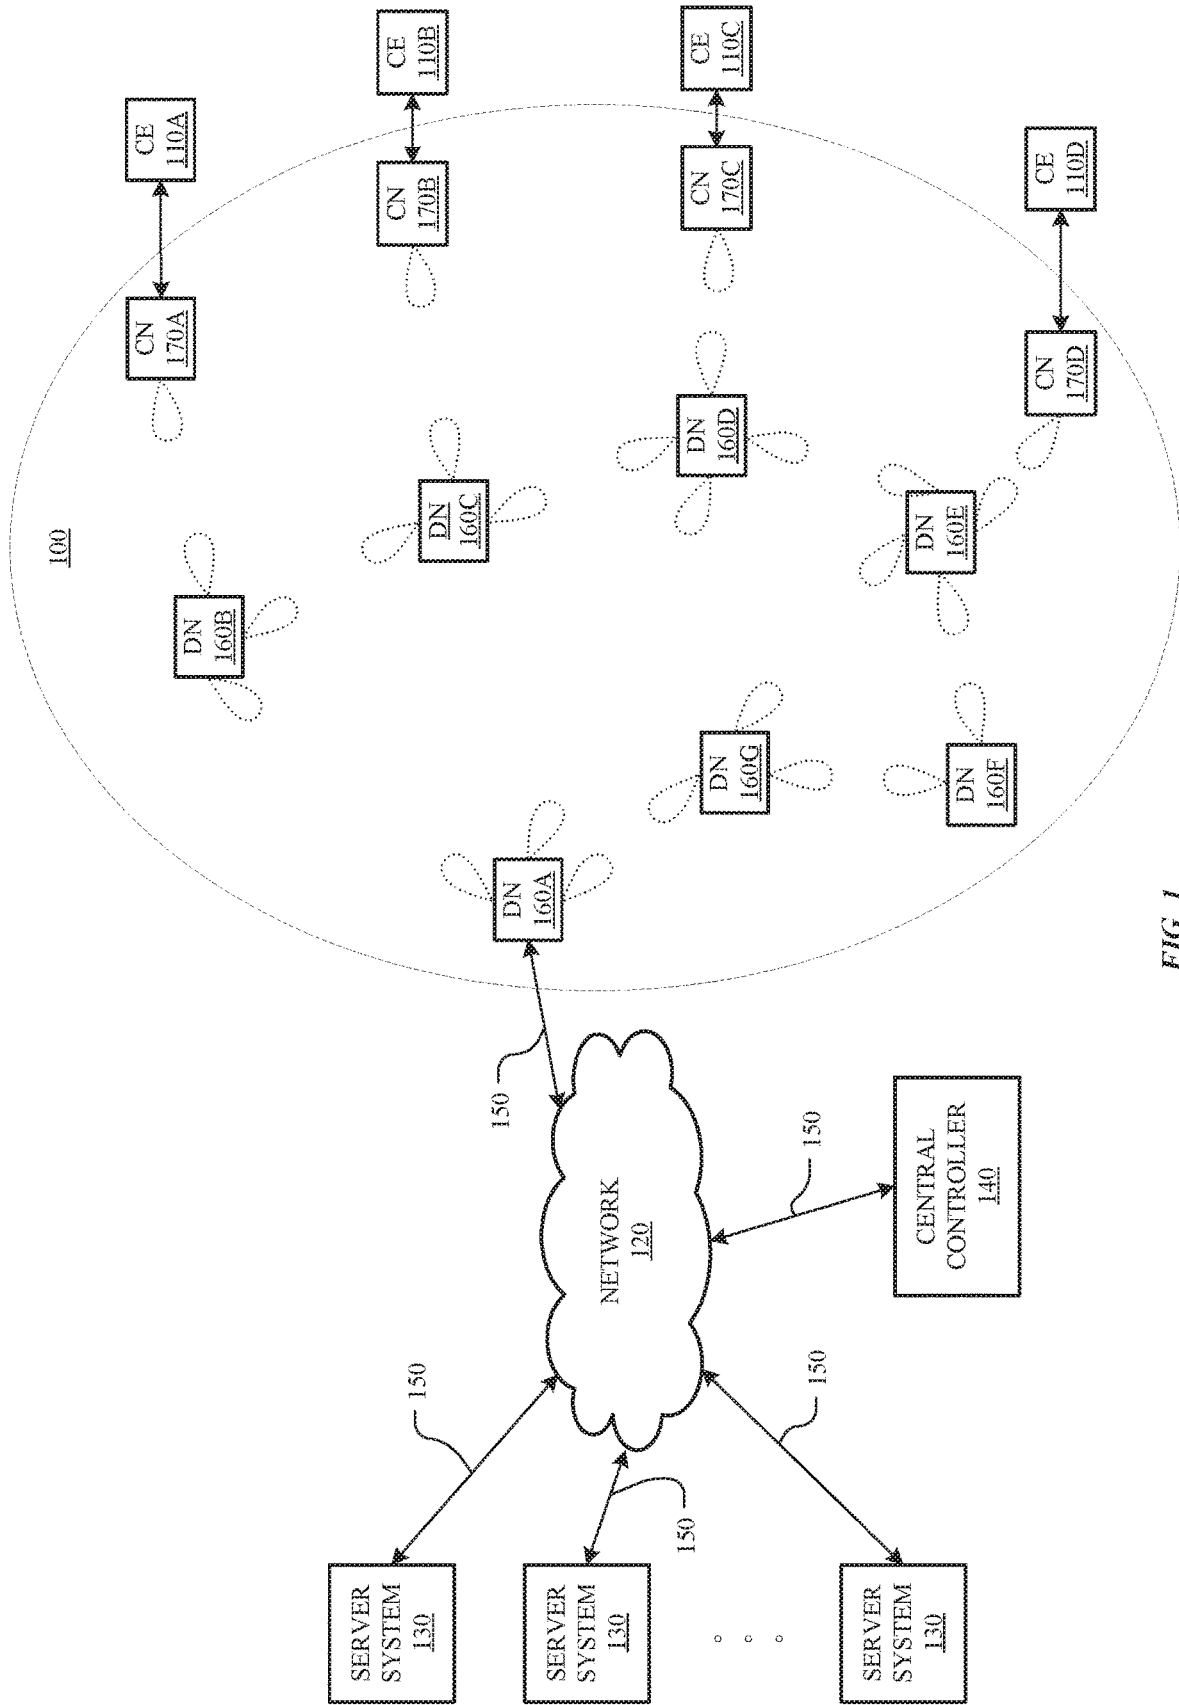 100
CE
110A
CE
110B
CE
110C
CE
110D
CN
170A
CN
170B
CN
170C
CN
170D
DN
160B
DN
160C
DN
160D
DN
160E
DN
160A
DN
160G
DN
160F
150
NETWORK
120
150
150
150
150
CENTRAL
CONTROLLER
140
SERVER
SYSTEM
130
SERVER
SYSTEM
130
SERVER
SYSTEM
130
FIG. 1